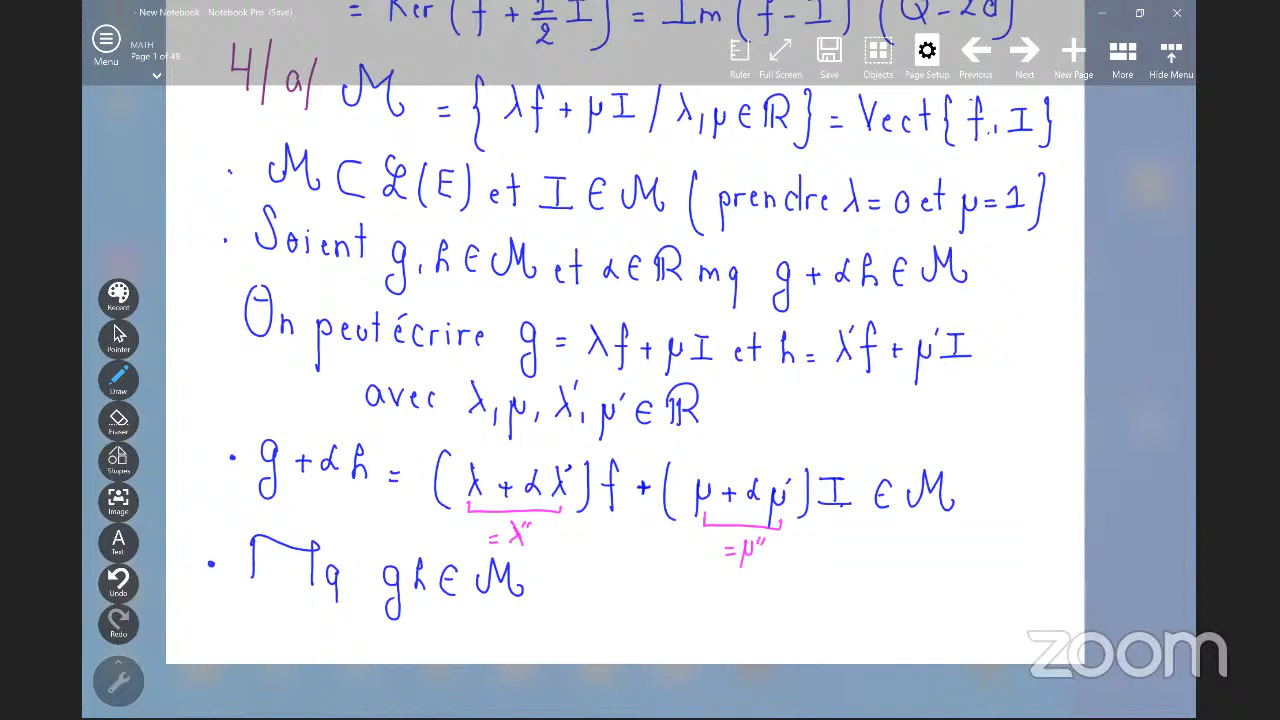 - New Notebook - Notebook Pro - (Save)
= Ker(f + 1/2 I) = Im(f - I) (Q - 2a)
Menu
MATH
Page 1 of 48
Ruler Full Screen Save Objects Page Setup Previous Next New Page More Hide Menu
4/a/ M = { λf + μI / λ, μ ∈ ℝ } = Vect{f, I}
• M ⊂ ℒ(E) et I ∈ M (prendre λ = 0 et μ = 1)
• Soient g, h ∈ M et α ∈ ℝ mq g + αh ∈ M
On peut écrire g = λf + μI et h = λ'f + μ'I
avec λ, μ, λ', μ' ∈ ℝ
• g + αh = (λ + αλ')f + (μ + αμ')I ∈ M
= λ'' = μ''
• Mq gh ∈ M
Recent
Pointer
Draw
Eraser
Shapes
Image
Text
Undo
Redo
zoom